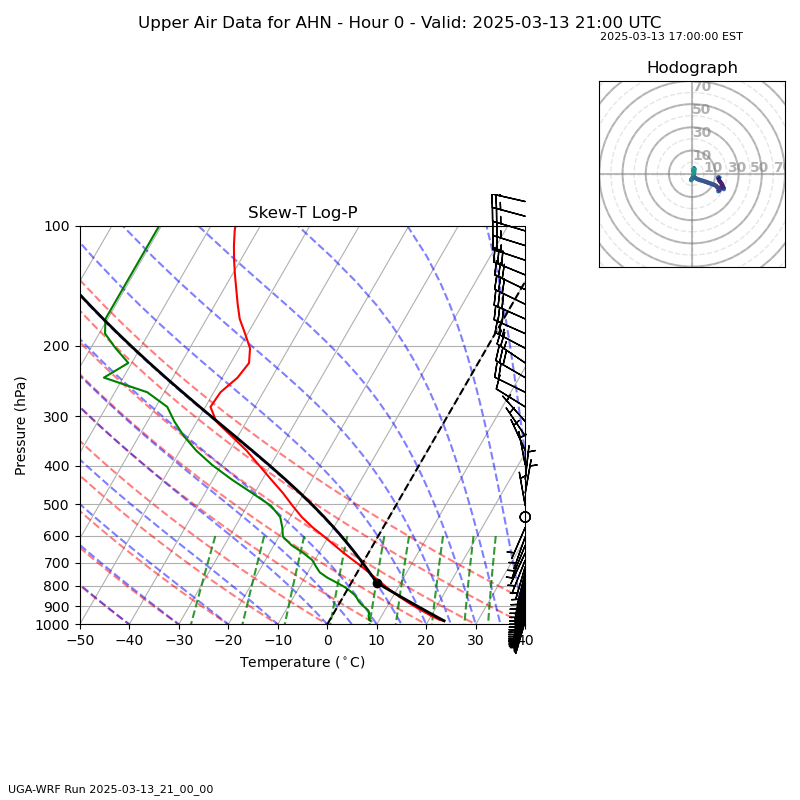 Upper Air Data for AHN - Hour 0 - Valid: 2025-03-13 21:00 UTC
2025-03-13 17:00:00 EST
Hodograph
70
50
30
10
10 30 50 7
Skew-T Log-P
100
200
300
400
500
600
700
800
900
1000
Pressure (hPa)
−50 −40 −30 −20 −10 0 10 20 30 40
Temperature (°C)
UGA-WRF Run 2025-03-13_21_00_00